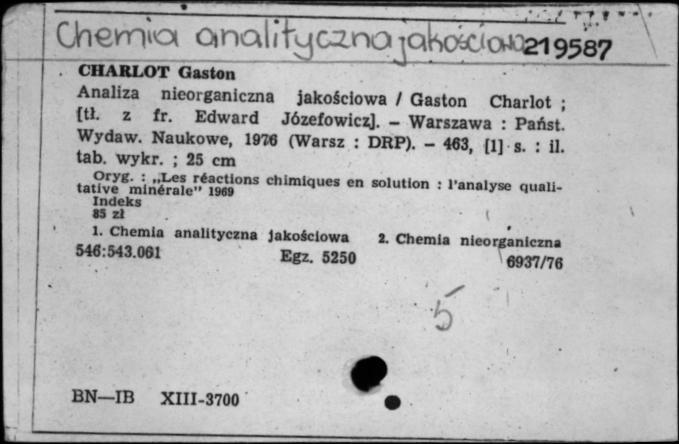 Chemia analityczna jakościowa 219587
CHARLOT Gaston
Analiza nieorganiczna jakościowa / Gaston Charlot ;
[tł. z fr. Edward Józefowicz]. — Warszawa : Państ.
Wydaw. Naukowe, 1976 (Warsz : DRP). — 463, [1] s. : il.
tab. wykr. ; 25 cm
Oryg. : „Les réactions chimiques en solution : l'analyse quali-
tative minérale" 1969
Indeks
85 zł
1. Chemia analityczna jakościowa 2. Chemia nieorganiczna
546:543.061 Egz. 5250 6937/76
5
BN—IB XIII-3700